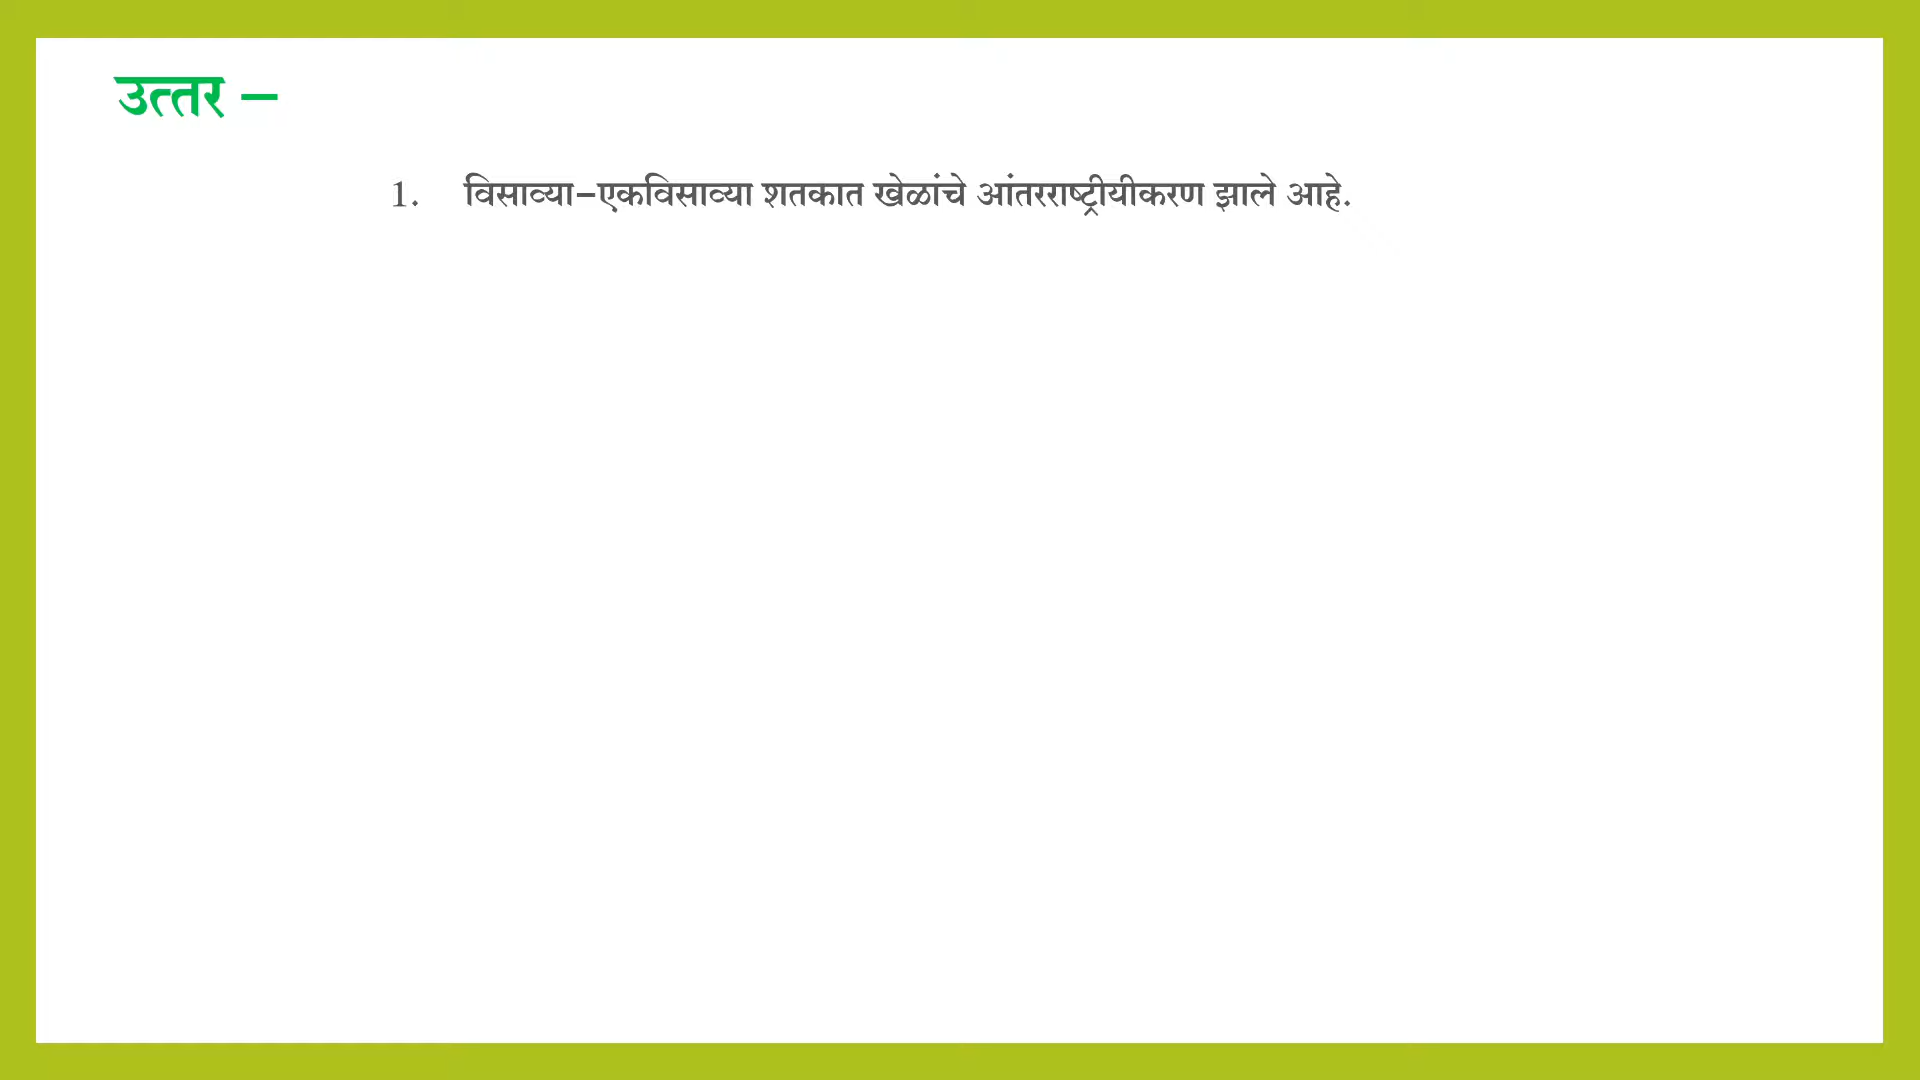 उत्तर –
1. विसाव्या-एकविसाव्या शतकात खेळांचे आंतरराष्ट्रीयीकरण झाले आहे.